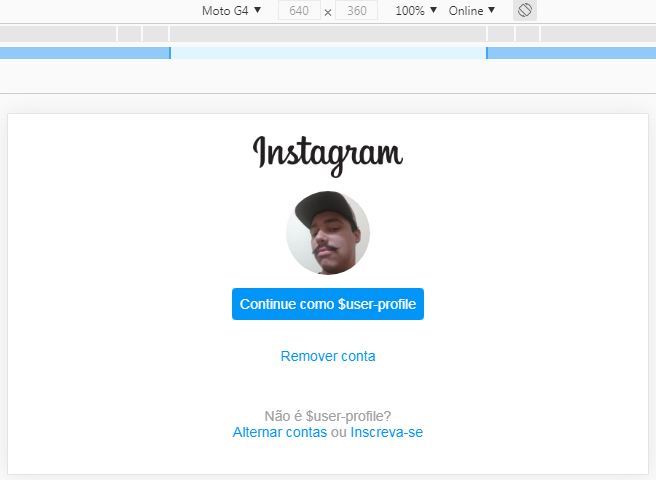 Moto G4 640 × 360 100% Online
Instagram
Continue como $user-profile
Remover conta
Não é $user-profile?
Alternar contas ou Inscreva-se